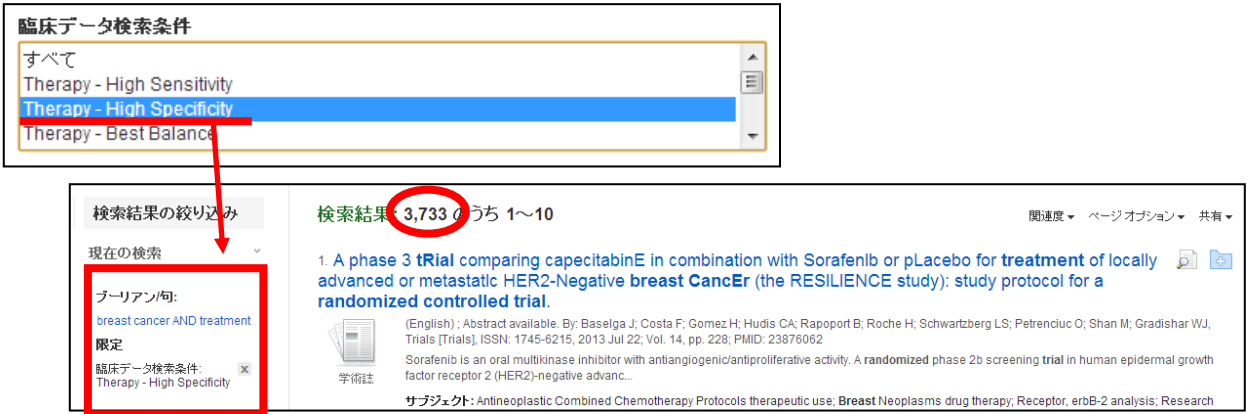 臨床データ検索条件
すべて
Therapy - High Sensitivity
Therapy - High Specificity
Therapy - Best Balance
検索結果の絞り込み
現在の検索
ブーリアン/句:
breast cancer AND treatment
限定
臨床データ検索条件:
Therapy - High Specificity
検索結果: 3,733 のうち 1～10
関連度 ページ オプション 共有
1. A phase 3 tRial comparing capecitabinE in combination with SorafenIb or pLacebo for treatment of locally
advanced or metastatIc HER2-Negative breast CancEr (the RESILIENCE study): study protocol for a
randomized controlled trial.
(English) ; Abstract available. By: Baselga J; Costa F; Gomez H; Hudis CA; Rapoport B; Roche H; Schwartzberg LS; Petrenciuc O; Shan M; Gradishar WJ,
Trials [Trials], ISSN: 1745-6215, 2013 Jul 22; Vol. 14, pp. 228; PMID: 23876062
Sorafenib is an oral multikinase inhibitor with antiangiogenic/antiproliferative activity. A randomized phase 2b screening trial in human epidermal growth
factor receptor 2 (HER2)-negative advanc...
学術誌
サブジェクト: Antineoplastic Combined Chemotherapy Protocols therapeutic use; Breast Neoplasms drug therapy; Receptor, erbB-2 analysis; Research